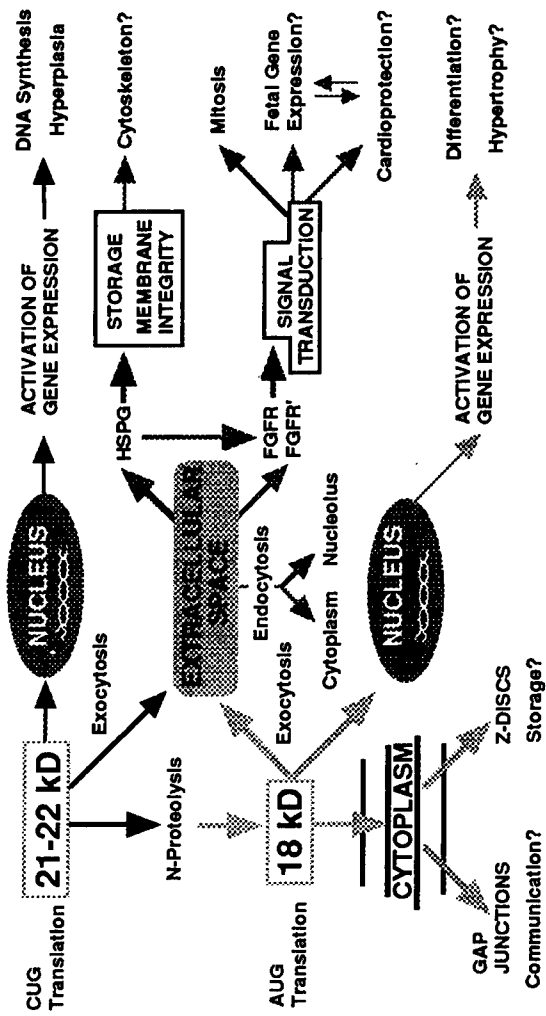 CUG
Translation
21-22 kD
NUCLEUS
ACTIVATION OF
GENE EXPRESSION
DNA Synthesis
Hyperplasia
Exocytosis
N-Proteolysis
EXTRACELLULAR
SPACE
HSPG
STORAGE
MEMBRANE
INTEGRITY
Cytoskeleton?
Endocytosis
Cytoplasm
Nucleolus
FGFR
FGFR'
SIGNAL
TRANSDUCTION
Mitosis
Fetal Gene
Expression?
Cardioprotection?
AUG
Translation
18 kD
Exocytosis
NUCLEUS
ACTIVATION OF
GENE EXPRESSION
Differentiation?
Hypertrophy?
CYTOPLASM
GAP
JUNCTIONS
Communication?
Z-DISCS
Storage?